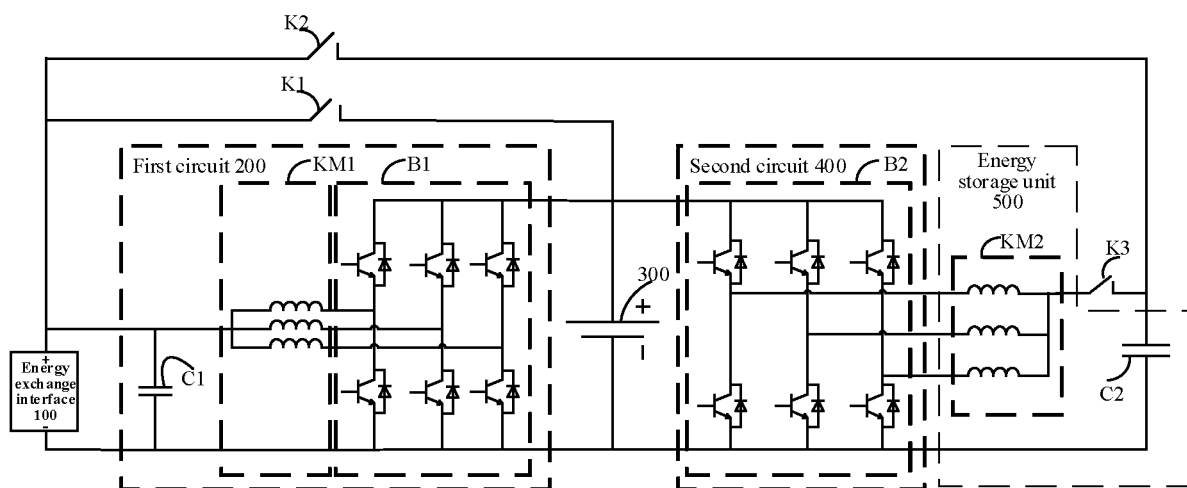 K2
K1
First circuit 200
KM1
B1
Second circuit 400
B2
Energy
storage unit
500
KM2
K3
300
+
C1
+
Energy
exchange
interface
100
-
C2